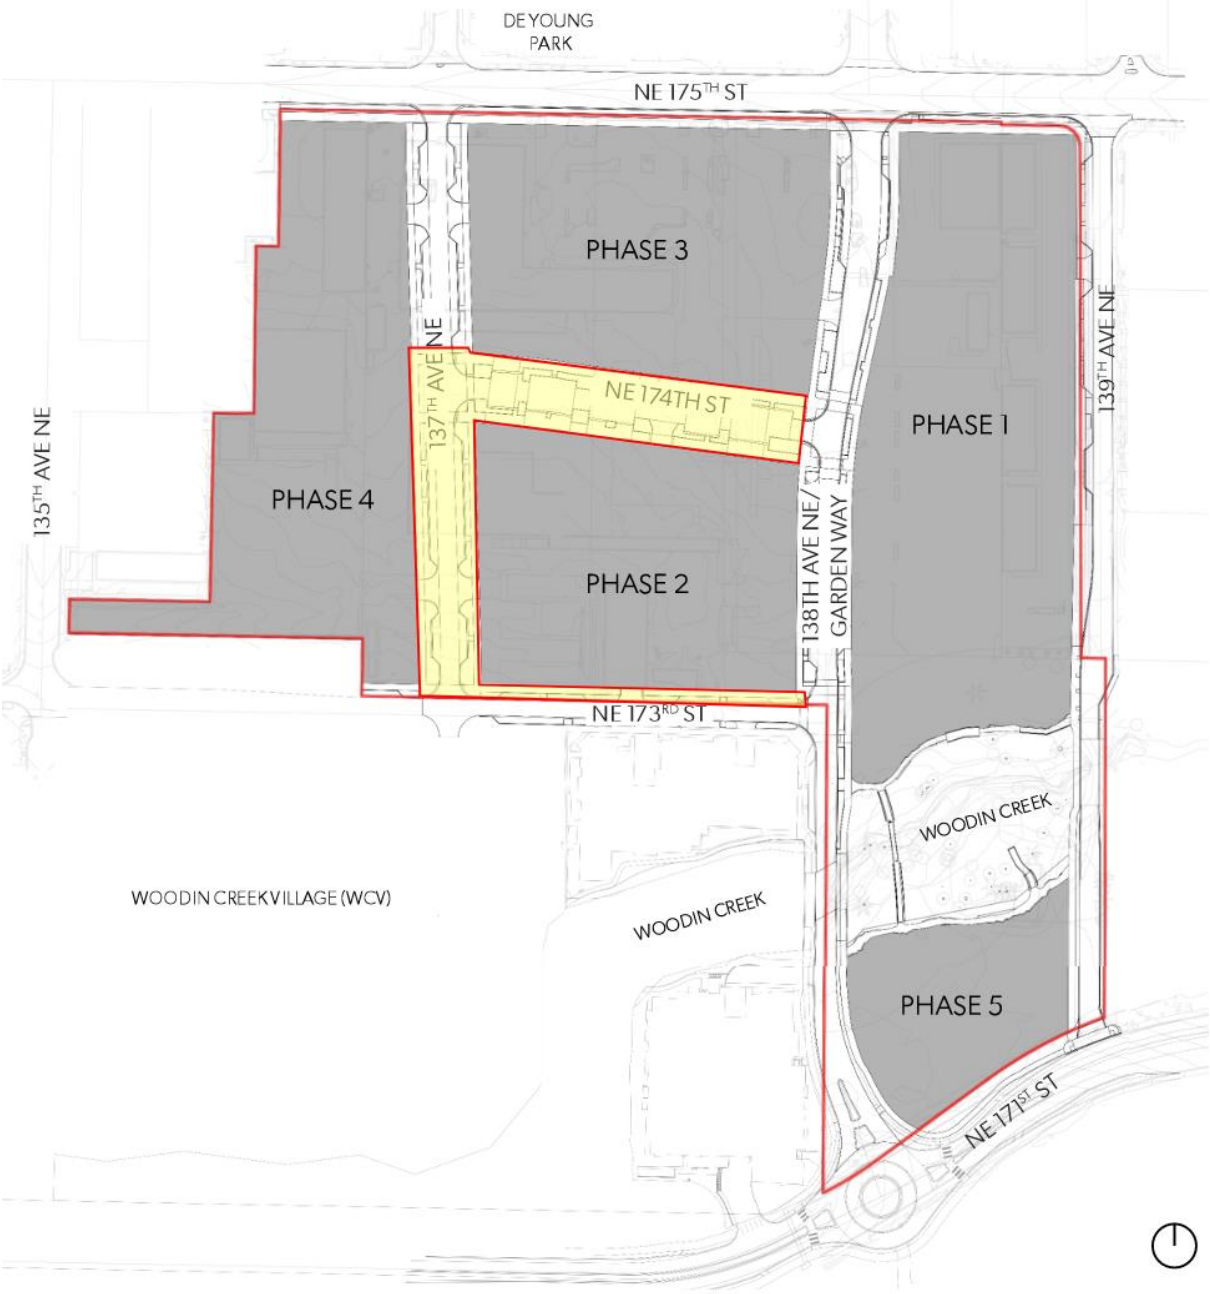 DEYOUNG
PARK
NE 175TH ST
PHASE 3
137TH AVE NE
NE 174TH ST
139TH AVE NE
PHASE 1
135TH AVE NE
PHASE 4
138TH AVE NE/
GARDEN WAY
PHASE 2
NE 173RD ST
WOODIN CREEK
WOODIN CREEK VILLAGE (WCV)
WOODIN CREEK
PHASE 5
NE 171ST ST